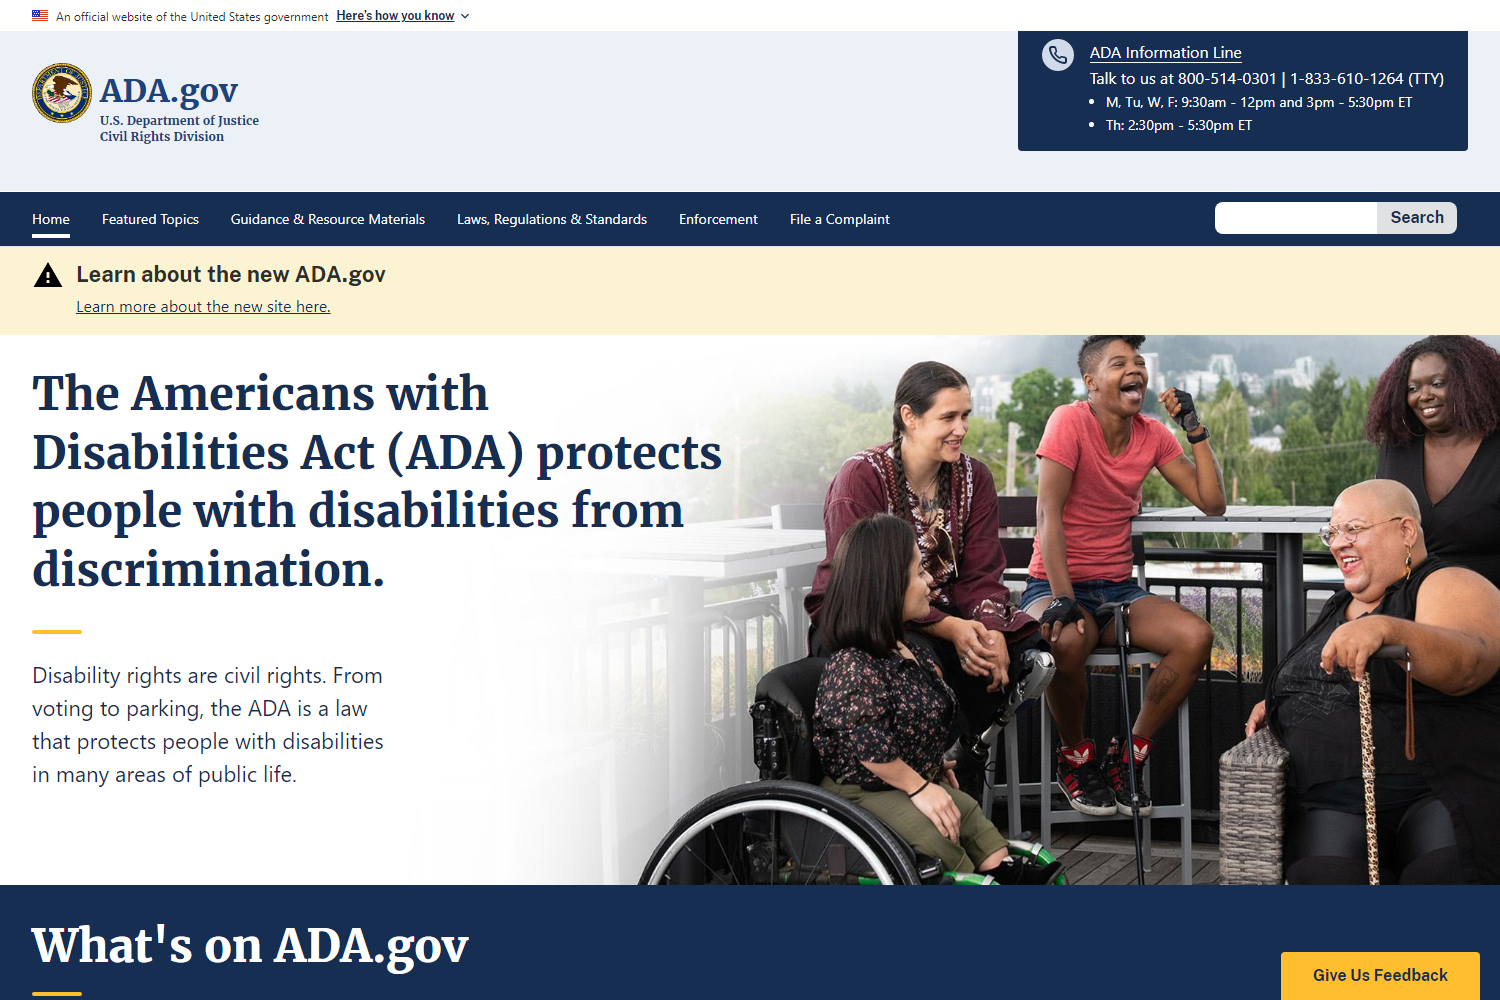 An official website of the United States government Here's how you know
ADA.gov
U.S. Department of Justice
Civil Rights Division
ADA Information Line
Talk to us at 800-514-0301 | 1-833-610-1264 (TTY)
• M, Tu, W, F: 9:30am - 12pm and 3pm - 5:30pm ET
• Th: 2:30pm - 5:30pm ET
Home Featured Topics Guidance & Resource Materials Laws, Regulations & Standards Enforcement File a Complaint Search
Learn about the new ADA.gov
Learn more about the new site here.
The Americans with
Disabilities Act (ADA) protects
people with disabilities from
discrimination.
Disability rights are civil rights. From
voting to parking, the ADA is a law
that protects people with disabilities
in many areas of public life.
What's on ADA.gov
Give Us Feedback